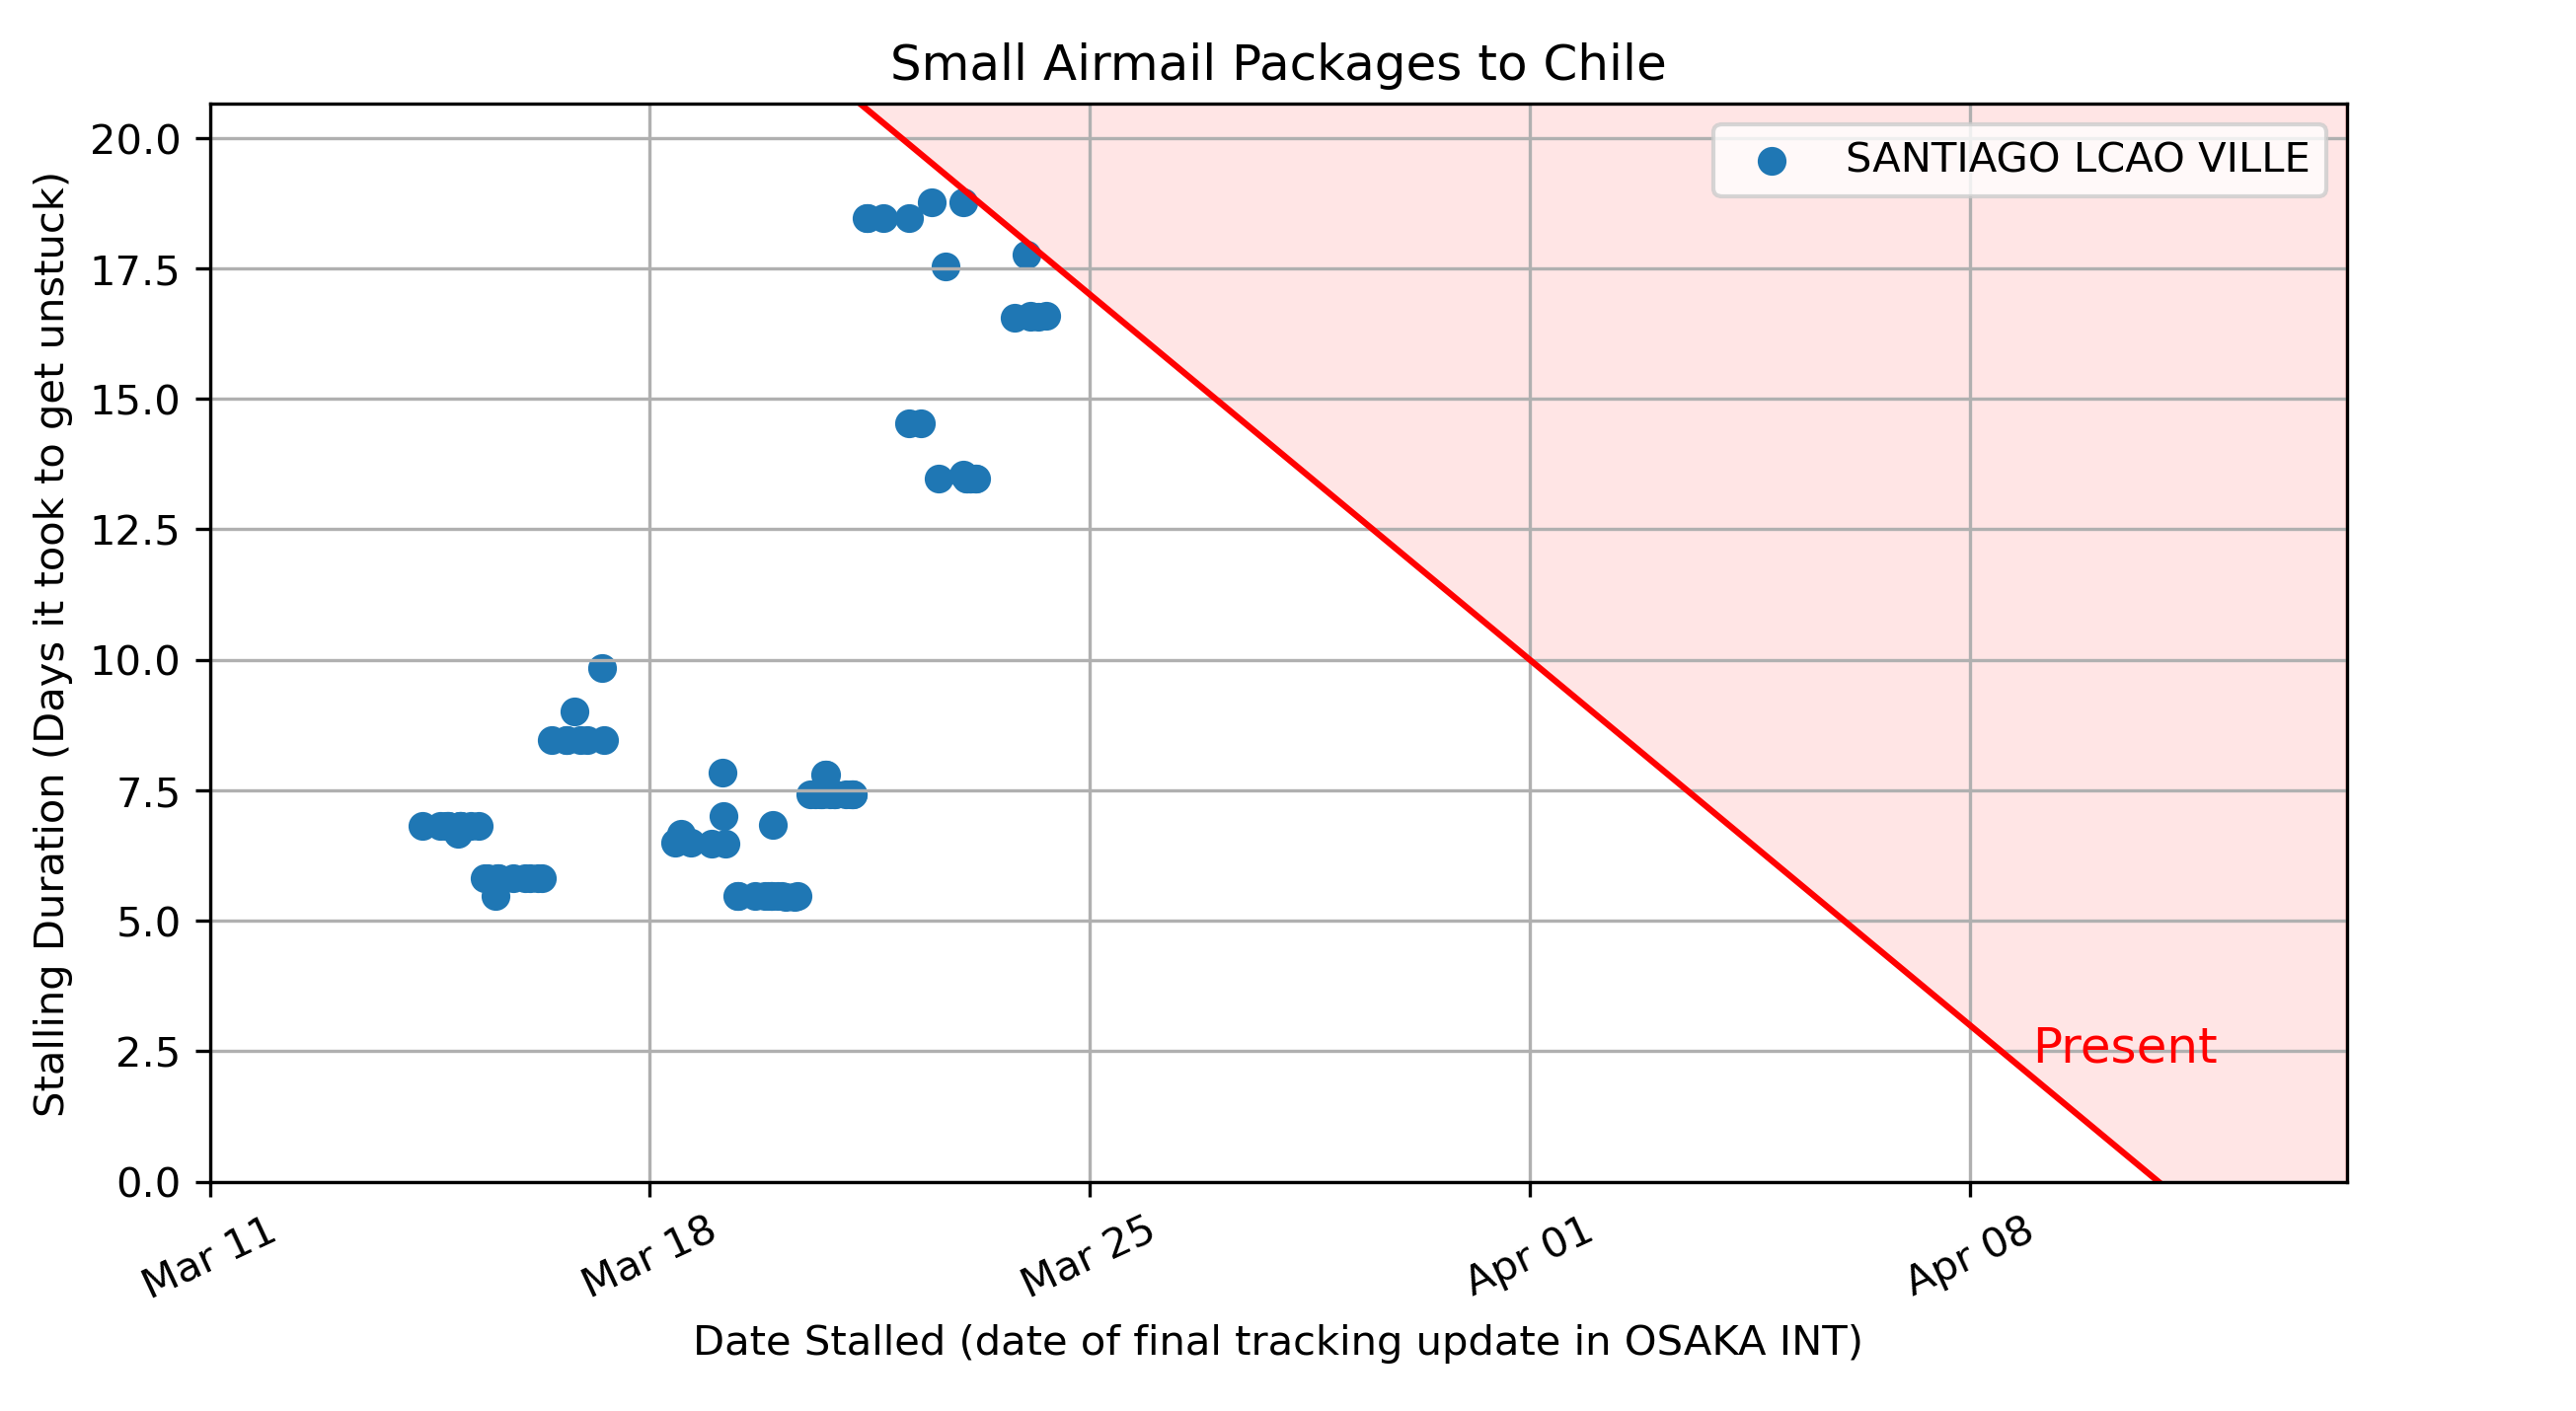 Small Airmail Packages to Chile
SANTIAGO LCAO VILLE
Stalling Duration (Days it took to get unstuck)
20.0
17.5
15.0
12.5
10.0
7.5
5.0
2.5
0.0
Present
Mar 11
Mar 18
Mar 25
Apr 01
Apr 08
Date Stalled (date of final tracking update in OSAKA INT)